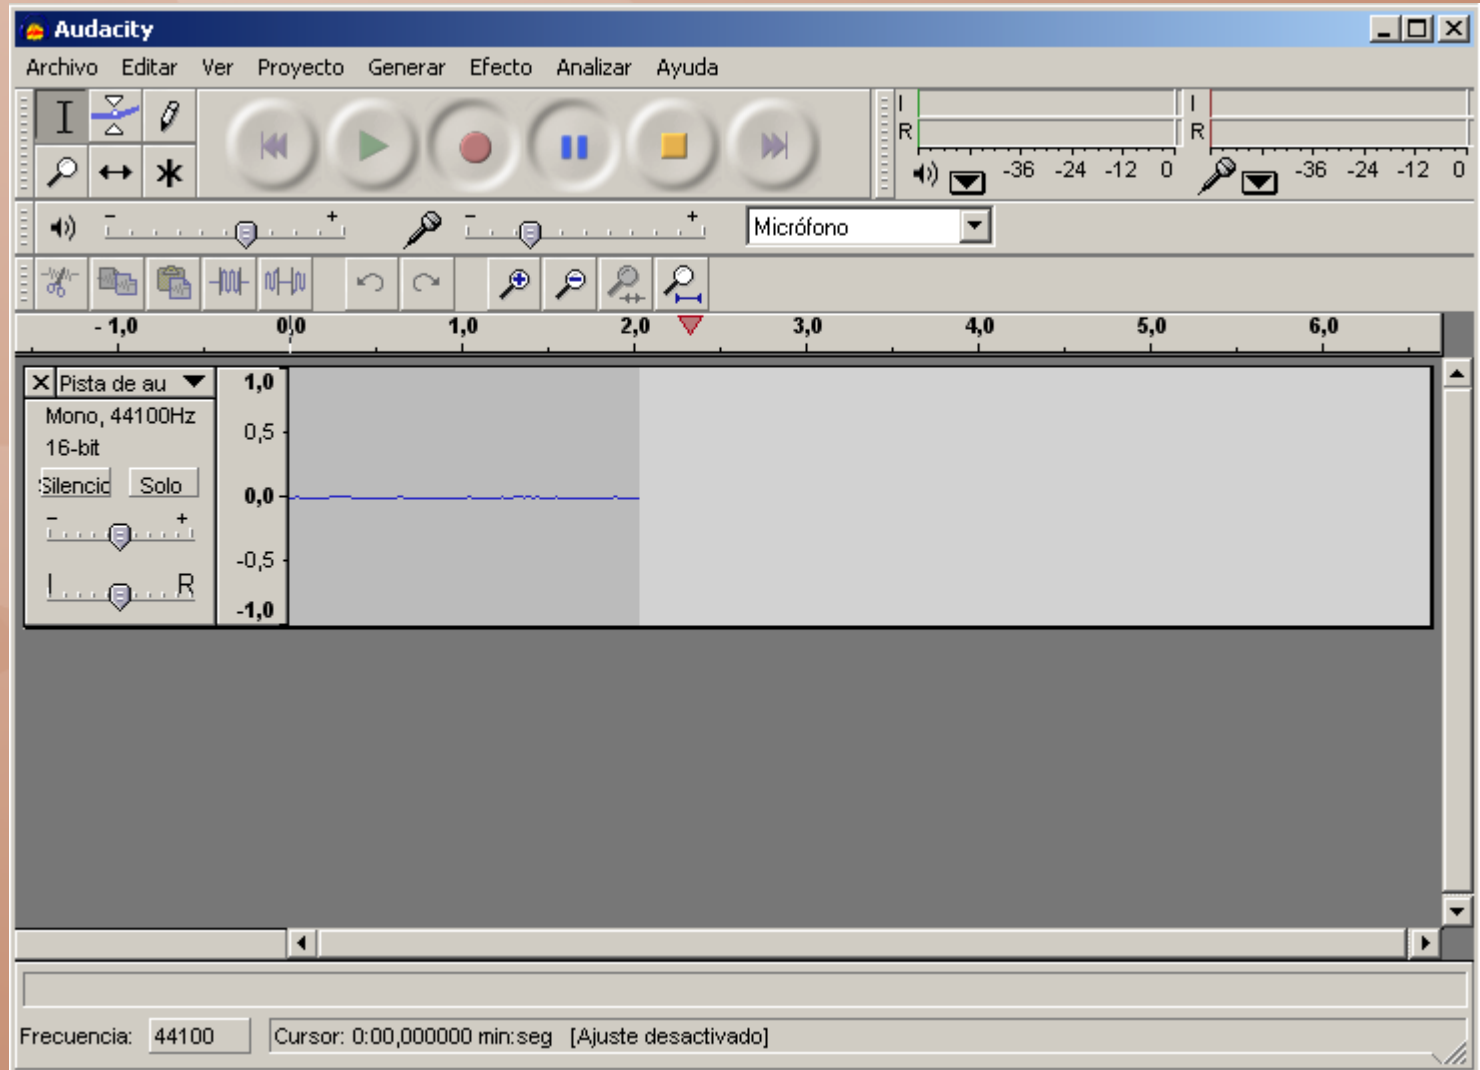 Audacity
Archivo Editar Ver Proyecto Generar Efecto Analizar Ayuda
I I
R R
-36 -24 -12 0 -36 -24 -12 0
- + - + Micrófono
- 1,0 0,0 1,0 2,0 3,0 4,0 5,0 6,0
Pista de au 1,0
Mono, 44100Hz
0,5
16-bit
Silencio Solo 0,0
- +
-0,5
I R
-1,0
Frecuencia: 44100 Cursor: 0:00,000000 min:seg [Ajuste desactivado]